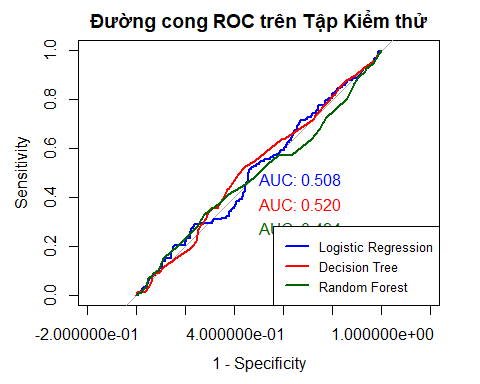 Đường cong ROC trên Tập Kiểm thử
Sensitivity
1.0
0.8
0.6
0.4
0.2
0.0
AUC: 0.508
AUC: 0.520
AUC:
Logistic Regression
Decision Tree
Random Forest
-2.000000e-01 4.000000e-01 1.000000e+00
1 - Specificity